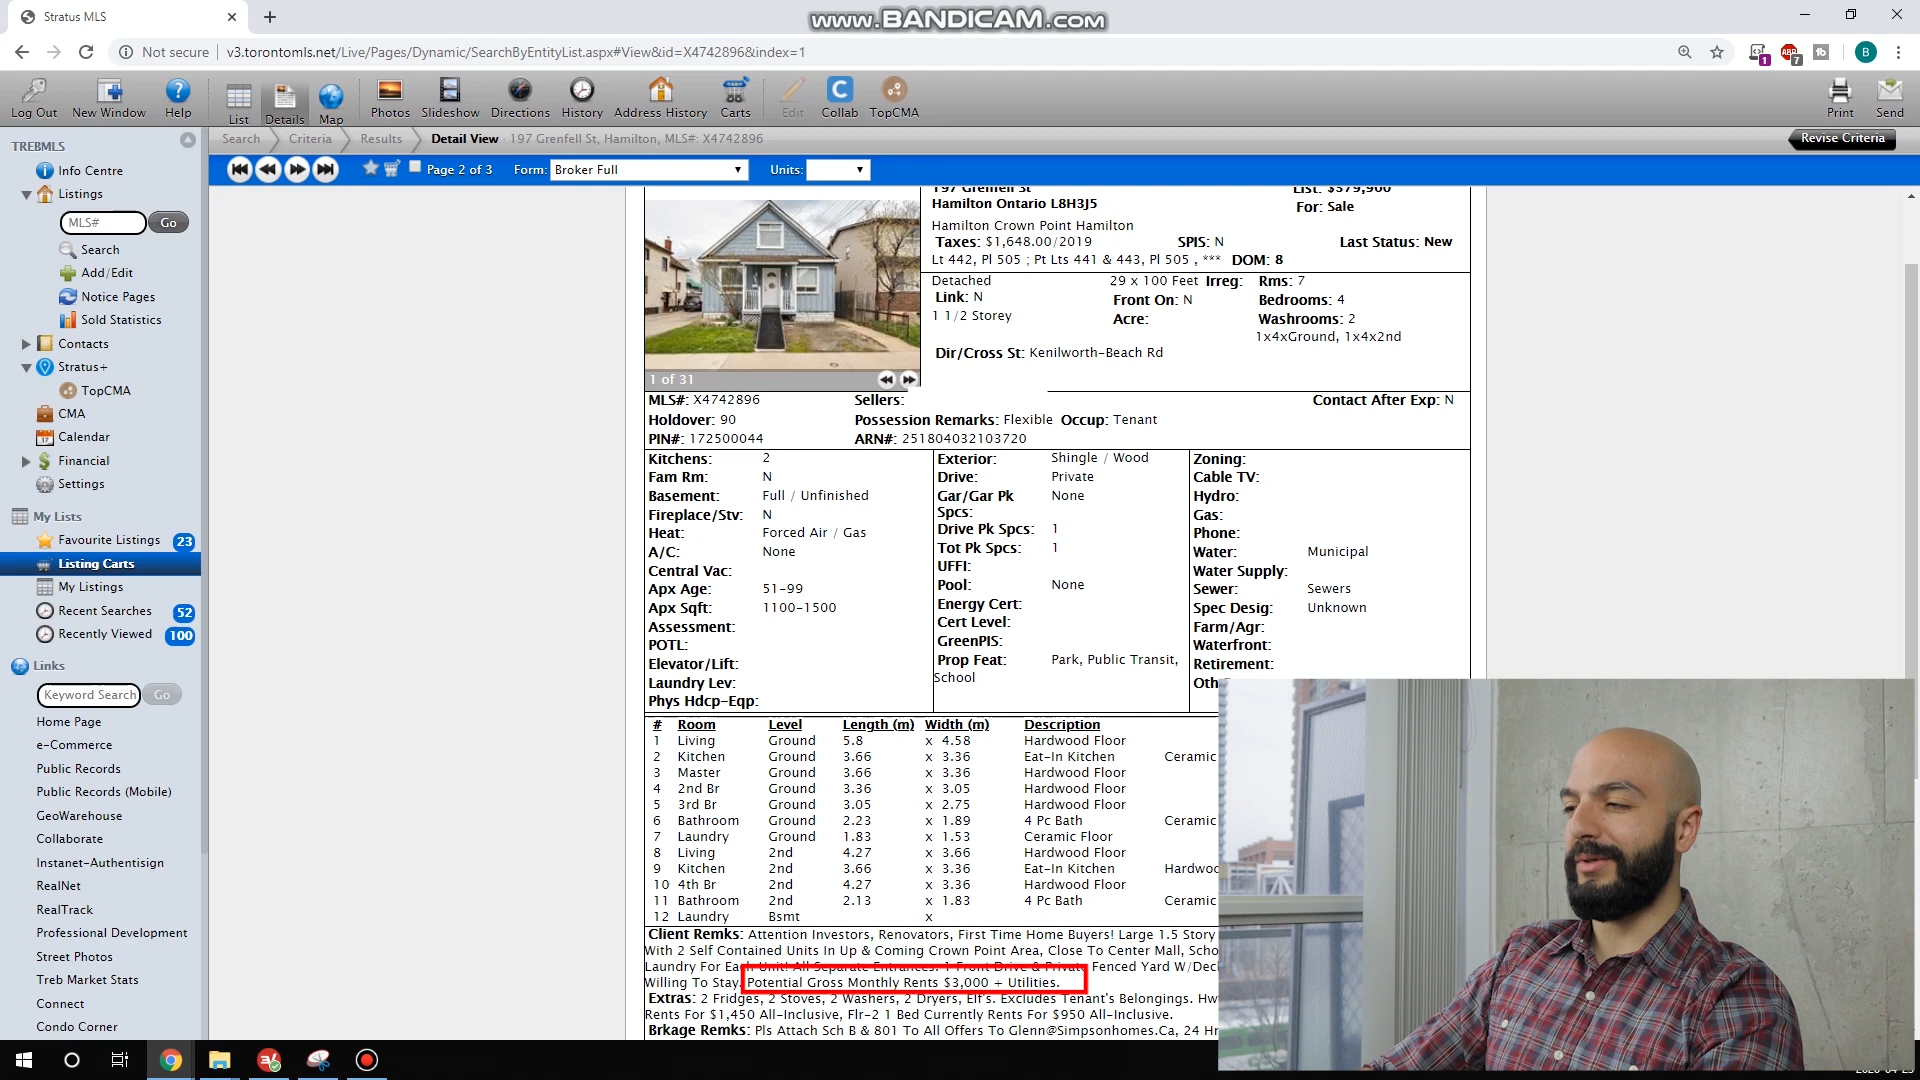 Stratus MLS
www.BANDICAM.com
Not secure
v3.torontomls.net/Live/Pages/Dynamic/SearchByEntityList.aspx#View&id=X4742896&index=1
B
1
7
Log Out
New Window
Help
List
Details
Map
Photos
Slideshow
Directions
History
Address History
Carts
Edit
Collab
TopCMA
Print
Send
TREBMLS
Search
Criteria
Results
Detail View · 197 Grenfell St, Hamilton, MLS#: X4742896
Revise Criteria
Page 2 of 3
Form: Broker Full
Units:
Info Centre
Listings
MLS#
Go
Search
Add/Edit
Notice Pages
Sold Statistics
Contacts
Stratus+
TopCMA
CMA
Calendar
Financial
Settings
My Lists
Favourite Listings 23
Listing Carts
My Listings
Recent Searches 52
Recently Viewed 100
Links
Keyword Search
Go
Home Page
e-Commerce
Public Records
Public Records (Mobile)
GeoWarehouse
Collaborate
Instanet-Authentisign
RealNet
RealTrack
Professional Development
Street Photos
Treb Market Stats
Connect
Condo Corner
197 Grenfell St List: $379,900
Hamilton Ontario L8H3J5 For: Sale
Hamilton Crown Point Hamilton
Taxes: $1,648.00/2019 SPIS: N Last Status: New
Lt 442, Pl 505 ; Pt Lts 441 & 443, Pl 505 , *** DOM: 8
Detached 29 x 100 Feet Irreg: Rms: 7
Link: N Front On: N Bedrooms: 4
1 1/2 Storey Acre: Washrooms: 2
1x4xGround, 1x4x2nd
Dir/Cross St: Kenilworth-Beach Rd
1 of 31
MLS#: X4742896 Sellers: Contact After Exp: N
Holdover: 90 Possession Remarks: Flexible Occup: Tenant
PIN#: 172500044 ARN#: 251804032103720
Kitchens: 2
Fam Rm: N
Basement: Full / Unfinished
Fireplace/Stv: N
Heat: Forced Air / Gas
A/C: None
Central Vac:
Apx Age: 51-99
Apx Sqft: 1100-1500
Assessment:
POTL:
Elevator/Lift:
Laundry Lev:
Phys Hdcp-Eqp:
Exterior: Shingle / Wood
Drive: Private
Gar/Gar Pk None
Spcs:
Drive Pk Spcs: 1
Tot Pk Spcs: 1
UFFI:
Pool: None
Energy Cert:
Cert Level:
GreenPIS:
Prop Feat: Park, Public Transit,
School
Zoning:
Cable TV:
Hydro:
Gas:
Phone:
Water: Municipal
Water Supply:
Sewer: Sewers
Spec Desig: Unknown
Farm/Agr:
Waterfront:
Retirement:
# Room Level Length (m) Width (m) Description
1 Living Ground 5.8 x 4.58 Hardwood Floor
2 Kitchen Ground 3.66 x 3.36 Eat-In Kitchen Ceramic
3 Master Ground 3.66 x 3.36 Hardwood Floor
4 2nd Br Ground 3.36 x 3.05 Hardwood Floor
5 3rd Br Ground 3.05 x 2.75 Hardwood Floor
6 Bathroom Ground 2.23 x 1.89 4 Pc Bath Ceramic
7 Laundry Ground 1.83 x 1.53 Ceramic Floor
8 Living 2nd 4.27 x 3.66 Hardwood Floor
9 Kitchen 2nd 3.66 x 3.36 Eat-In Kitchen Hardwoo
10 4th Br 2nd 4.27 x 3.36 Hardwood Floor
11 Bathroom 2nd 2.13 x 1.83 4 Pc Bath Ceramic
12 Laundry Bsmt x
Client Remks: Attention Investors, Renovators, First Time Home Buyers! Large 1.5 Story
With 2 Self Contained Units In Up & Coming Crown Point Area, Close To Center Mall, Scho
Laundry For Each Unit! All Separate Entrances. 1 Front Drive & Private Fenced Yard W/Deck
Willing To Stay. Potential Gross Monthly Rents $3,000 + Utilities.
Extras: 2 Fridges, 2 Stoves, 2 Washers, 2 Dryers, Elf's. Excludes Tenant's Belongings. Hw
Rents For $1,450 All-Inclusive, Flr-2 1 Bed Currently Rents For $950 All-Inclusive.
Brkage Remks: Pls Attach Sch B & 801 To All Offers To Glenn@Simpsonhomes.Ca, 24 Hr